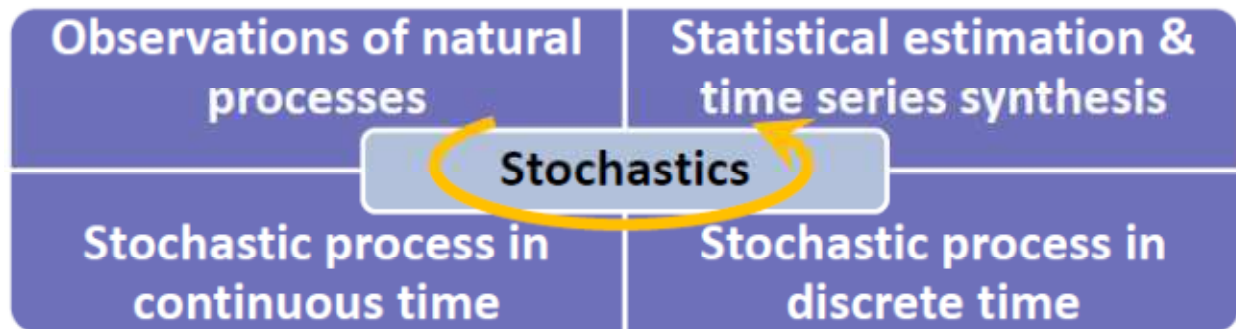 Observations of natural
processes
Statistical estimation &
time series synthesis
Stochastics
Stochastic process in
continuous time
Stochastic process in
discrete time